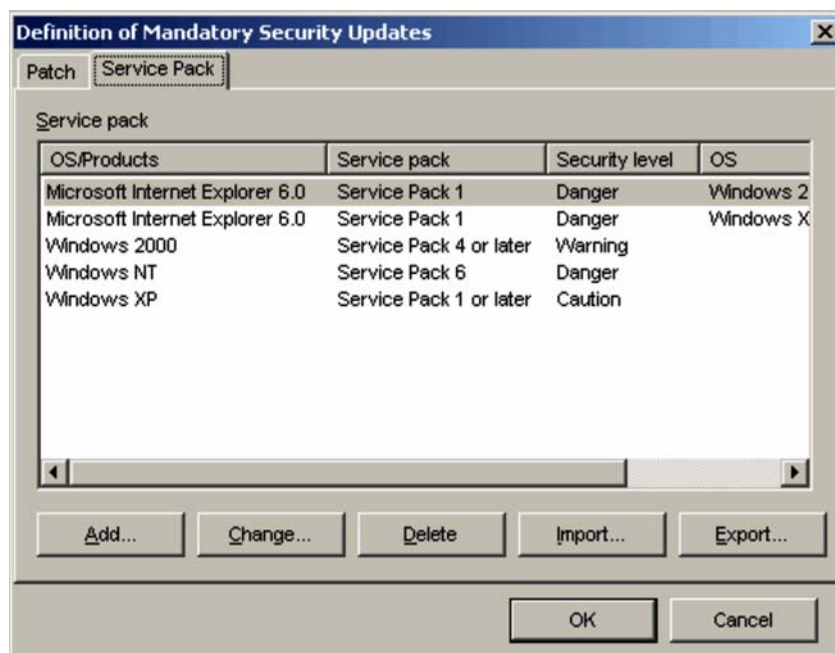 Definition of Mandatory Security Updates
Patch Service Pack
Service pack
OS/Products Service pack Security level OS
Microsoft Internet Explorer 6.0 Service Pack 1 Danger Windows 2
Microsoft Internet Explorer 6.0 Service Pack 1 Danger Windows X
Windows 2000 Service Pack 4 or later Warning
Windows NT Service Pack 6 Danger
Windows XP Service Pack 1 or later Caution
Add... Change... Delete Import... Export...
OK Cancel